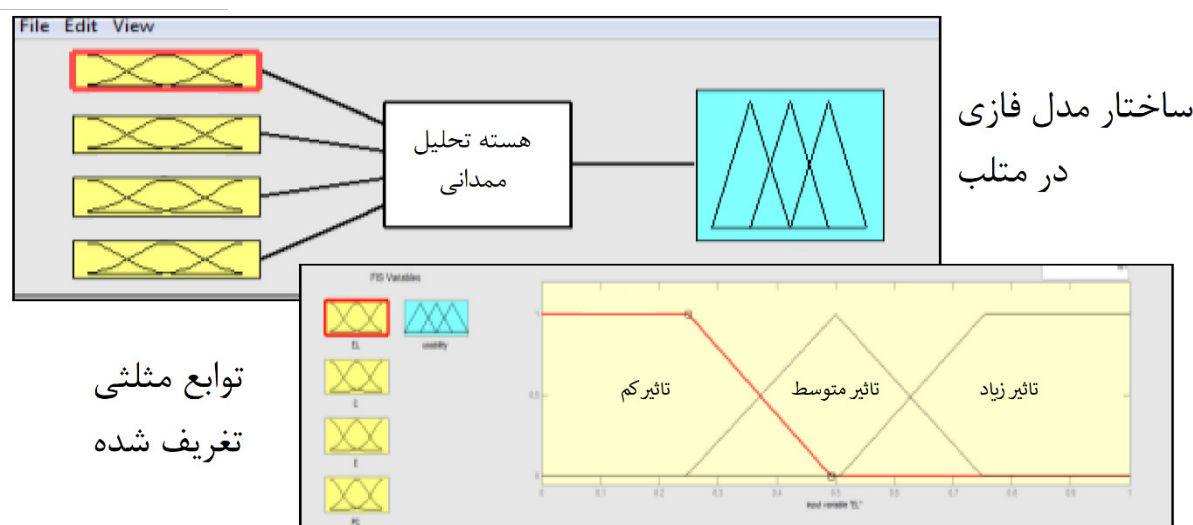 File Edit View
هسته تحلیل
ممدانی
ساختار مدل فازی
در متلب
FIS Variables
EL
usability
توابع مثلثی
تغریف شده
تاثیر کم
تاثیر متوسط
تاثیر زیاد
1
0.5
0
0 0.1 0.2 0.3 0.4 0.5 0.6 0.7 0.8 0.9 1
input variable "EL"